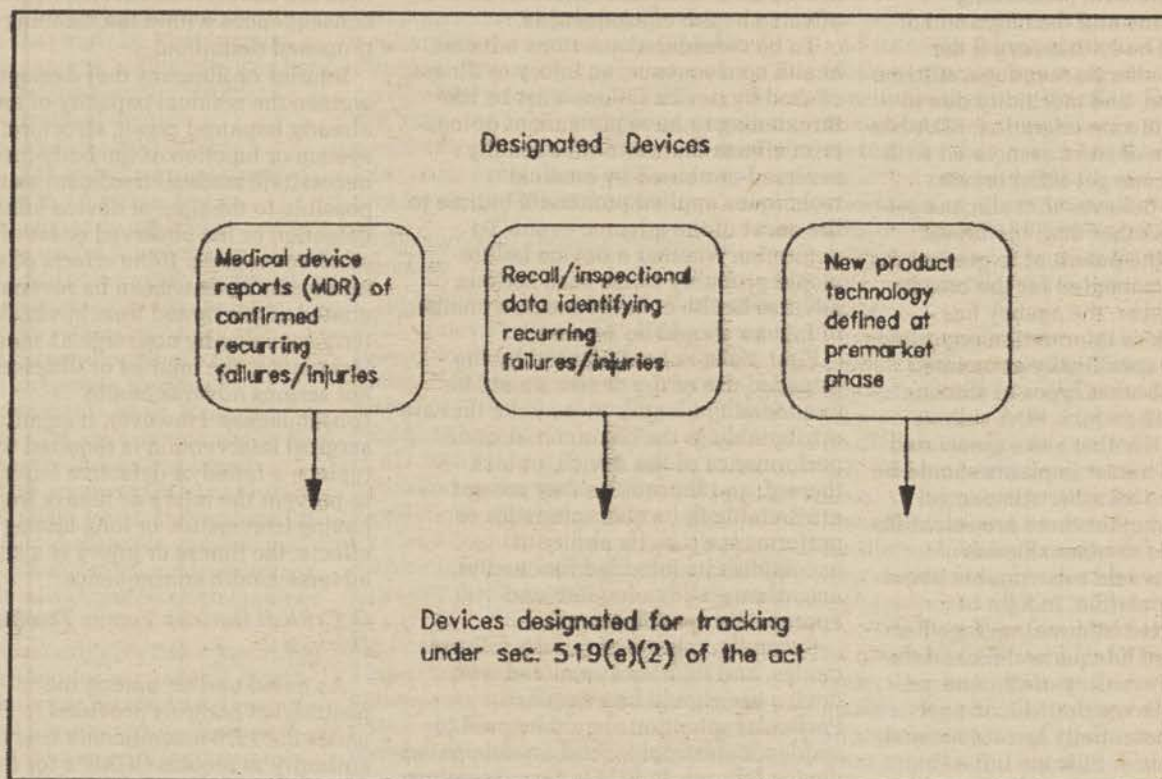 Designated Devices
Medical device
reports (MDR) of
confirmed
recurring
failures/injuries
Recall/inspectional
data identifying
recurring
failures/injuries
New product
technology
defined at
premarket
phase
Devices designated for tracking
under sec. 519(e)(2) of the act